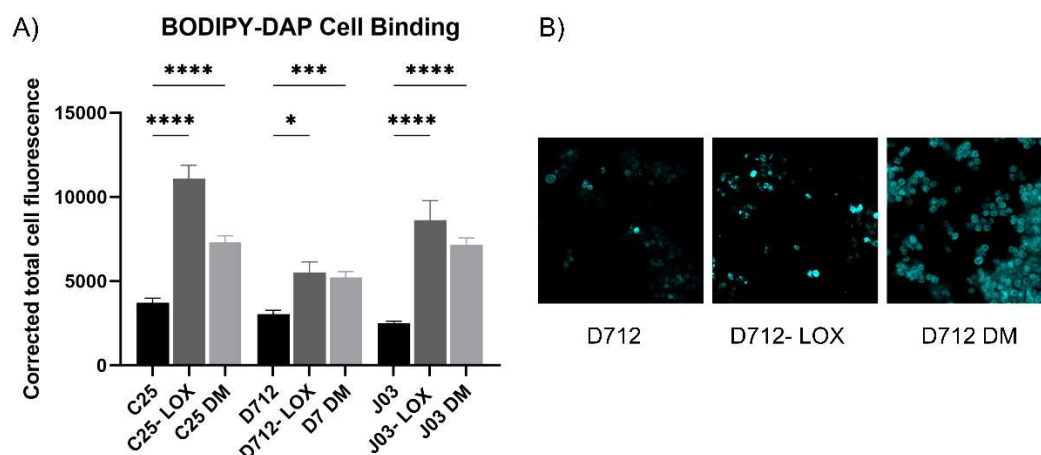 A)
BODIPY-DAP Cell Binding
**** *** ****
**** * ****
Corrected total cell fluorescence
15000
10000
5000
0
C25
C25- LOX
C25 DM
D712
D712- LOX
D7 DM
J03
J03- LOX
J03 DM
B)
D712
D712- LOX
D712 DM